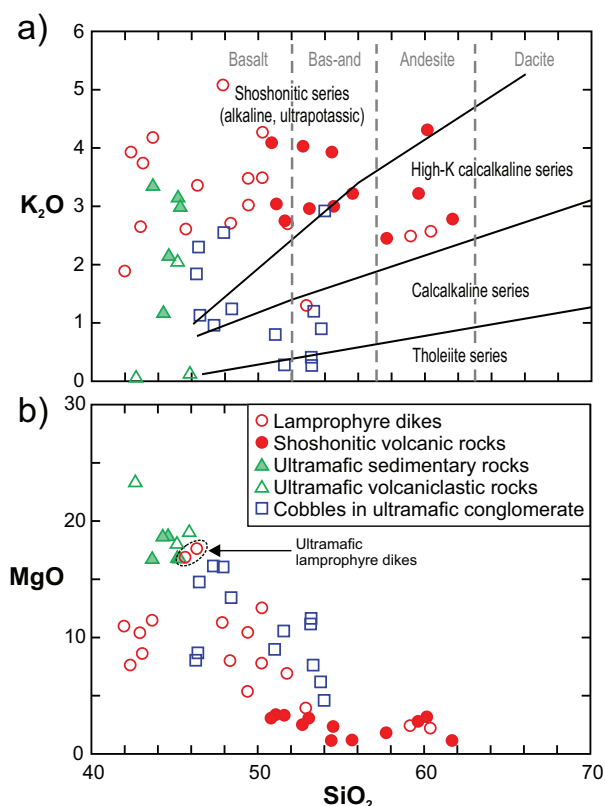 a)
6
5
4
3
2
1
0
K₂O
Basalt
Bas-and
Andesite
Dacite
Shoshonitic series
(alkaline, ultrapotassic)
High-K calcalkaline series
Calcalkaline series
Tholeiite series
b)
30
20
10
0
MgO
Lamprophyre dikes
Shoshonitic volcanic rocks
Ultramafic sedimentary rocks
Ultramafic volcaniclastic rocks
Cobbles in ultramafic conglomerate
Ultramafic
lamprophyre dikes
40
50
60
70
SiO₂